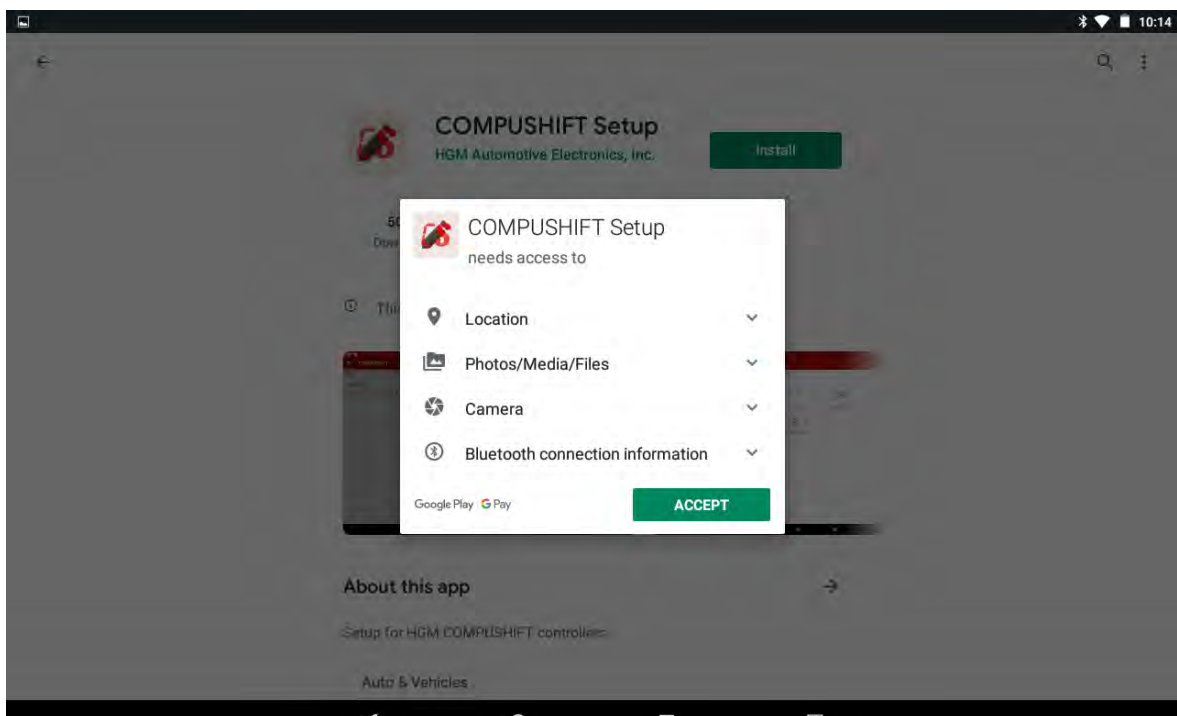 10:14
COMPUSHIFT Setup
HGM Automotive Electronics, Inc.
Install
COMPUSHIFT Setup
needs access to
Location
Photos/Media/Files
Camera
Bluetooth connection information
Google Play G Pay
ACCEPT
About this app
Setup for HGM COMPUSHIFT controllers
Auto & Vehicles